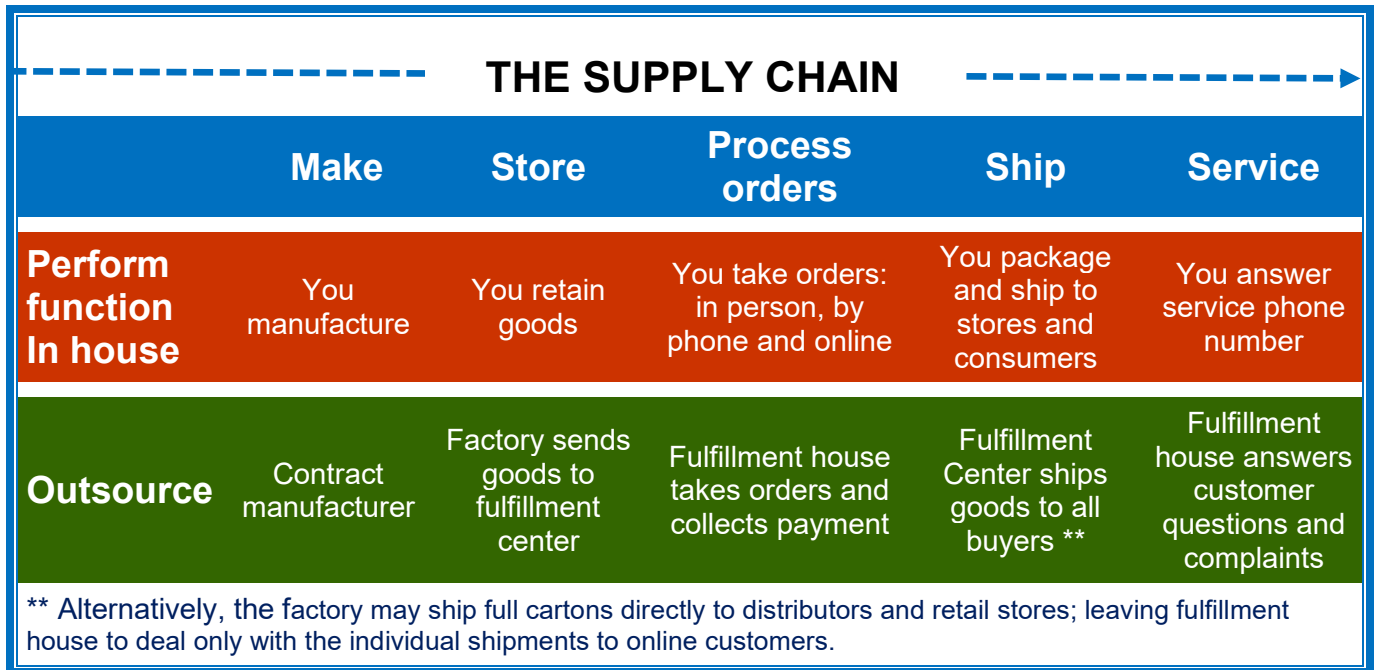 THE SUPPLY CHAIN
Make
Store
Process
orders
Ship
Service
Perform
function
In house
You
manufacture
You retain
goods
You take orders:
in person, by
phone and online
You package
and ship to
stores and
consumers
You answer
service phone
number
Outsource
Contract
manufacturer
Factory sends
goods to
fulfillment
center
Fulfillment house
takes orders and
collects payment
Fulfillment
Center ships
goods to all
buyers **
Fulfillment
house answers
customer
questions and
complaints
** Alternatively, the factory may ship full cartons directly to distributors and retail stores; leaving fulfillment
house to deal only with the individual shipments to online customers.